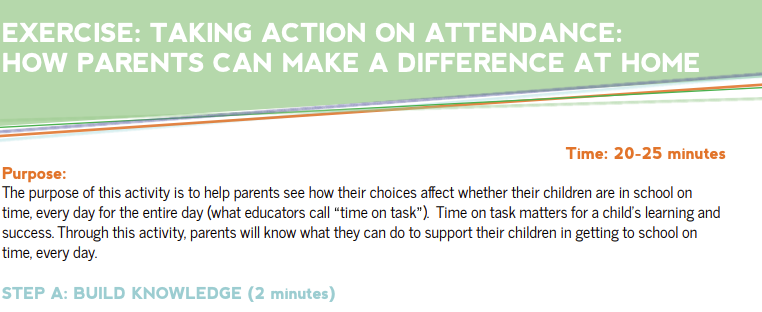 EXERCISE: TAKING ACTION ON ATTENDANCE:
HOW PARENTS CAN MAKE A DIFFERENCE AT HOME
Time: 20-25 minutes
Purpose:
The purpose of this activity is to help parents see how their choices affect whether their children are in school on
time, every day for the entire day (what educators call “time on task”). Time on task matters for a child’s learning and
success. Through this activity, parents will know what they can do to support their children in getting to school on
time, every day.
STEP A: BUILD KNOWLEDGE (2 minutes)